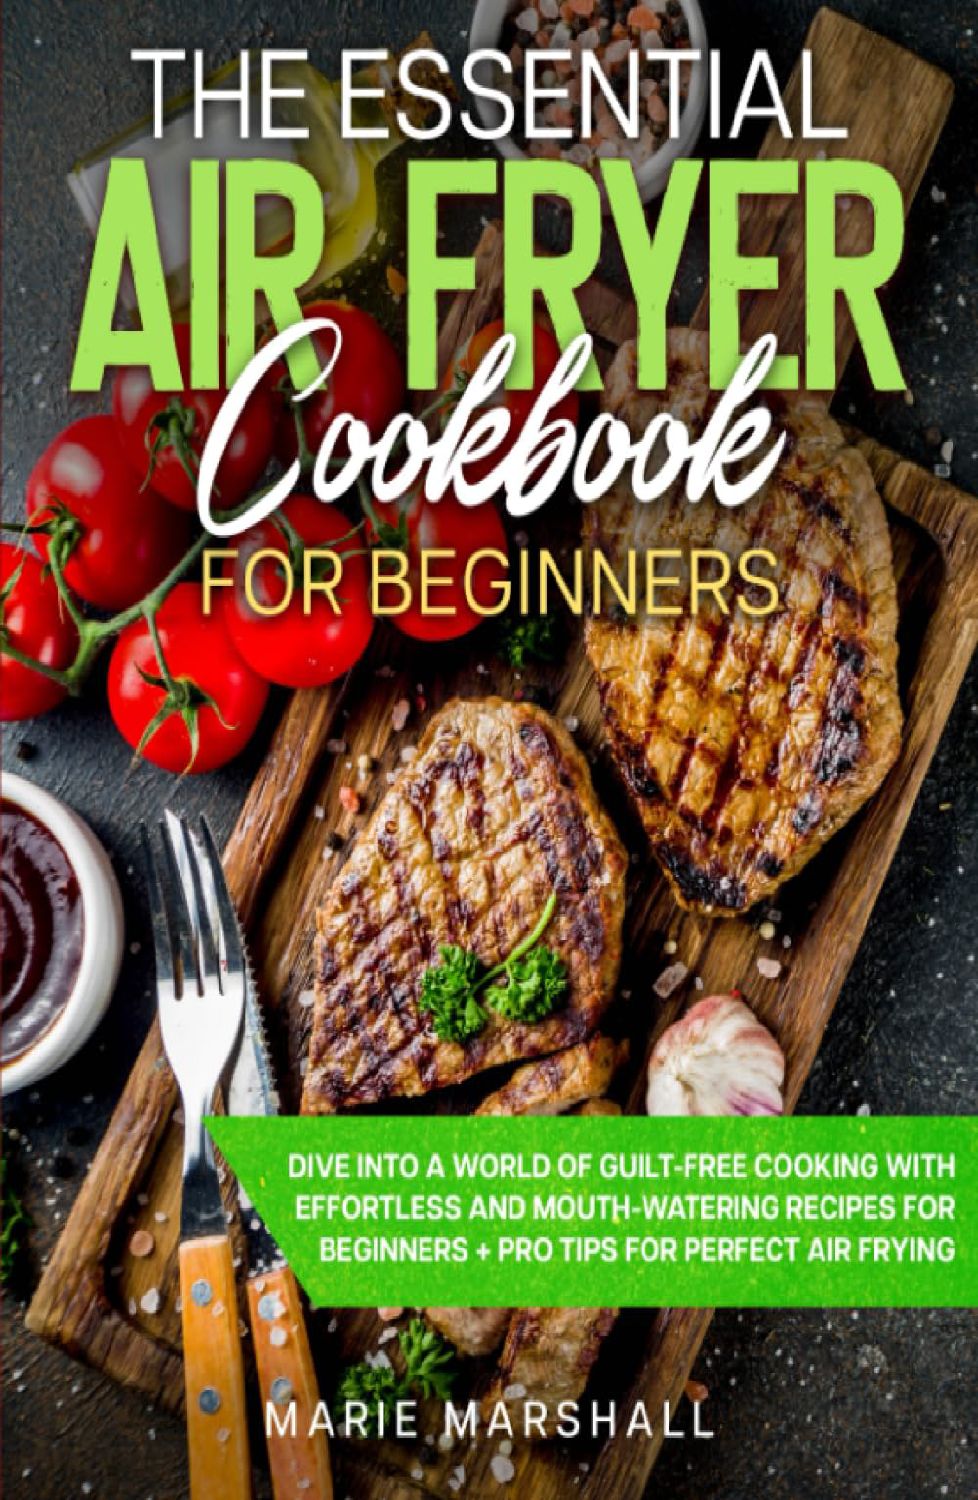 THE ESSENTIAL
AIR FRYER
Cookbook
FOR BEGINNERS
DIVE INTO A WORLD OF GUILT-FREE COOKING WITH
EFFORTLESS AND MOUTH-WATERING RECIPES FOR
BEGINNERS + PRO TIPS FOR PERFECT AIR FRYING
MARIE MARSHALL